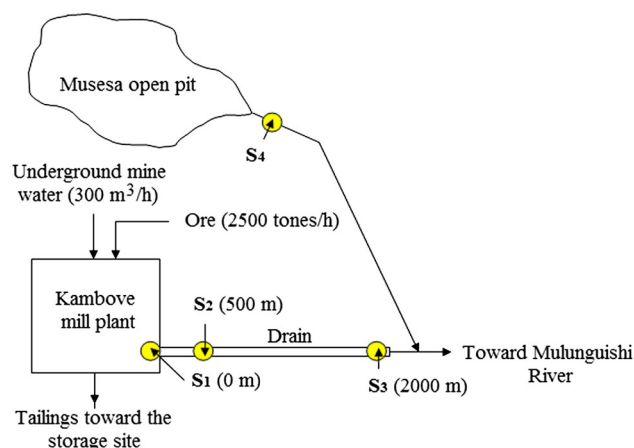 Musesa open pit
S4
Underground mine
water (300 m3/h)
Ore (2500 tones/h)
Kambove
mill plant
S2 (500 m)
Drain
S1 (0 m)
S3 (2000 m)
Toward Mulunguishi
River
Tailings toward the
storage site